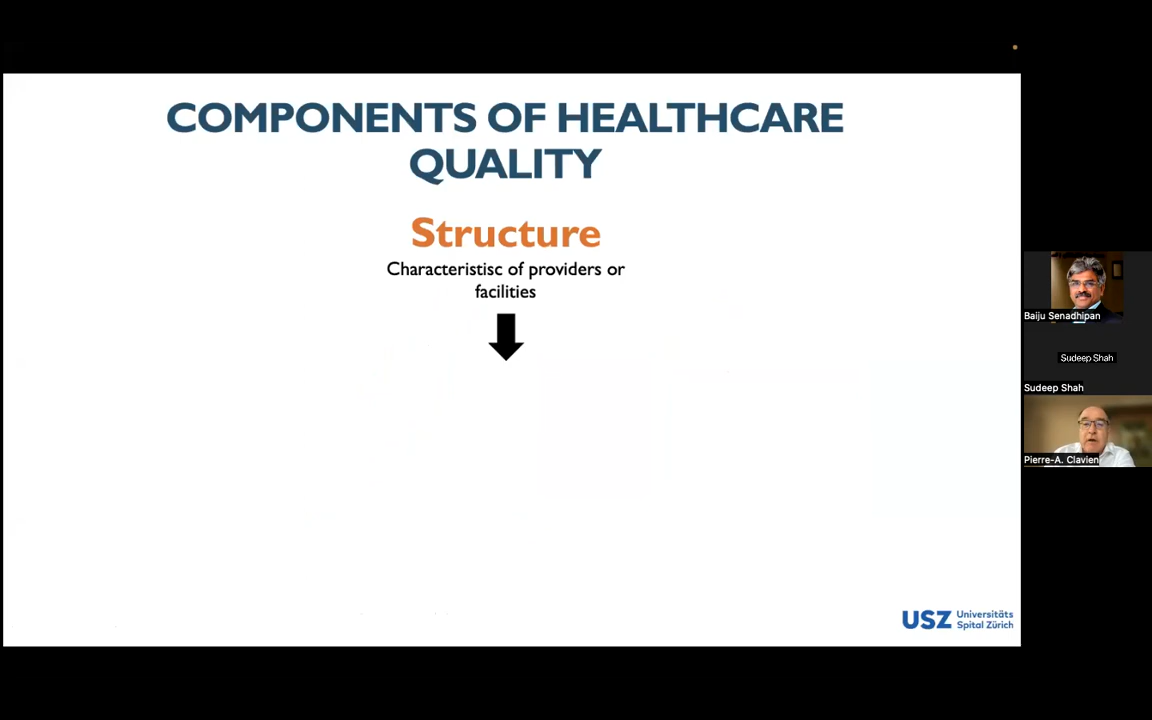 COMPONENTS OF HEALTHCARE
QUALITY
Structure
Characteristisc of providers or
facilities
USZ Universitäts
Spital Zürich
Baiju Senadhipan
Sudeep Shah
Sudeep Shah
Pierre-A. Clavien